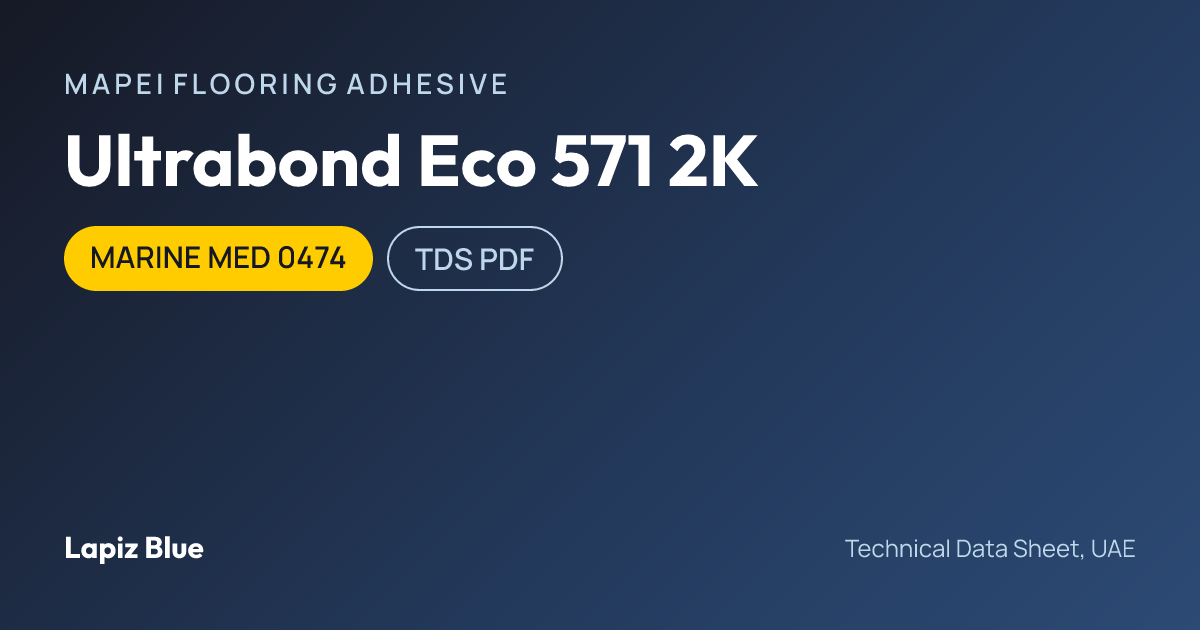 MAPEI FLOORING ADHESIVE
Ultrabond Eco 571 2K
MARINE MED 0474
TDS PDF
Lapiz Blue
Technical Data Sheet, UAE